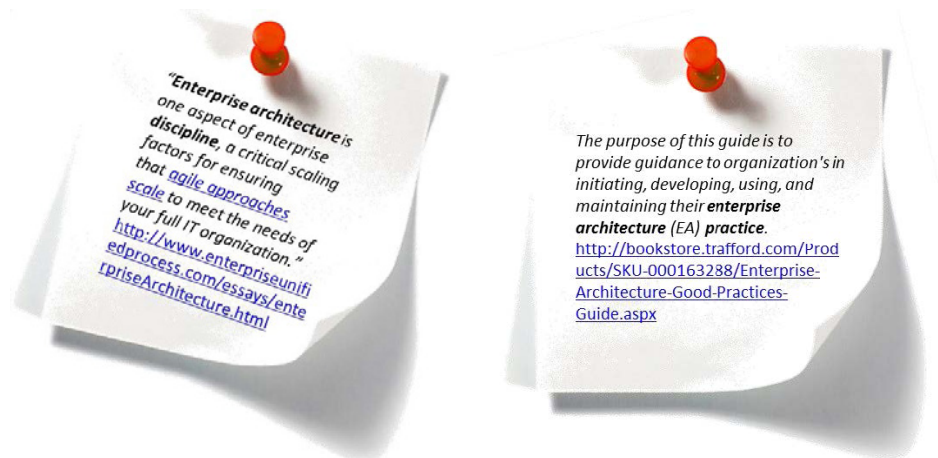 “Enterprise architecture is
one aspect of enterprise
discipline, a critical scaling
factors for ensuring
that agile approaches
scale to meet the needs of
your full IT organization.”
http://www.enterpriseunifi
edprocess.com/essays/ente
rpriseArchitecture.html
The purpose of this guide is to
provide guidance to organization's in
initiating, developing, using, and
maintaining their enterprise
architecture (EA) practice.
http://bookstore.trafford.com/Prod
ucts/SKU-000163288/Enterprise-
Architecture-Good-Practices-
Guide.aspx